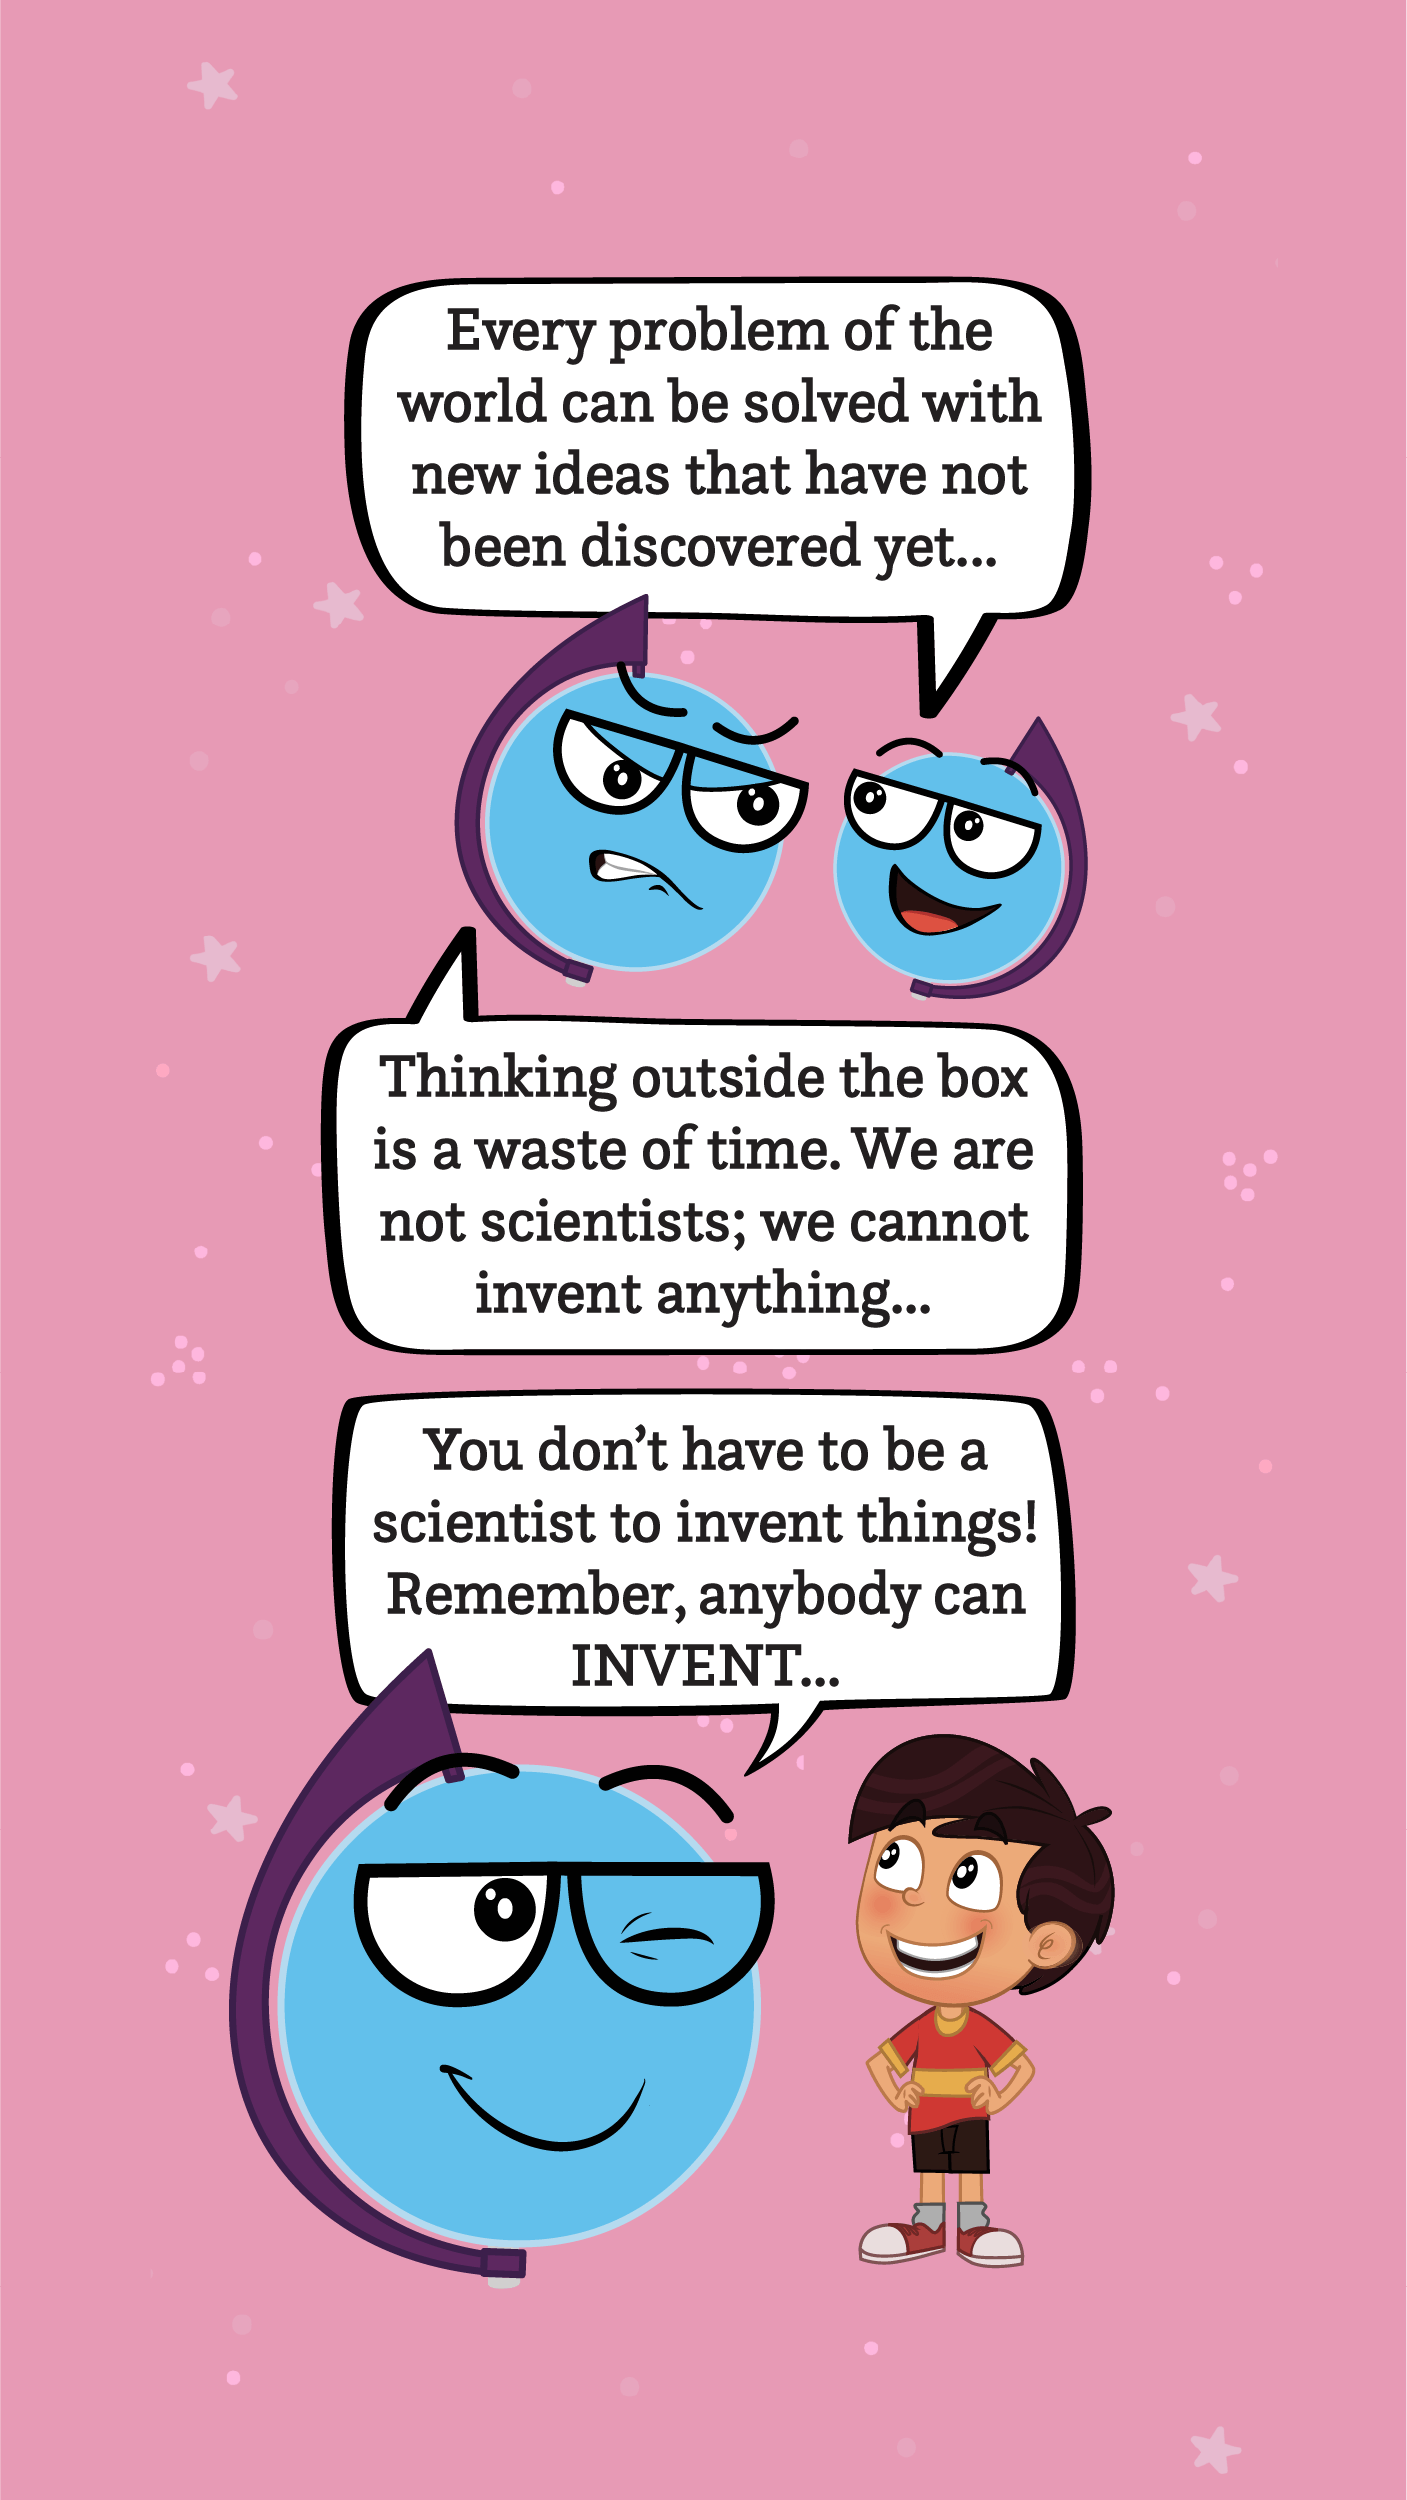 Every problem of the
world can be solved with
new ideas that have not
been discovered yet...
Thinking outside the box
is a waste of time. We are
not scientists; we cannot
invent anything...
You don’t have to be a
scientist to invent things!
Remember, anybody can
INVENT...